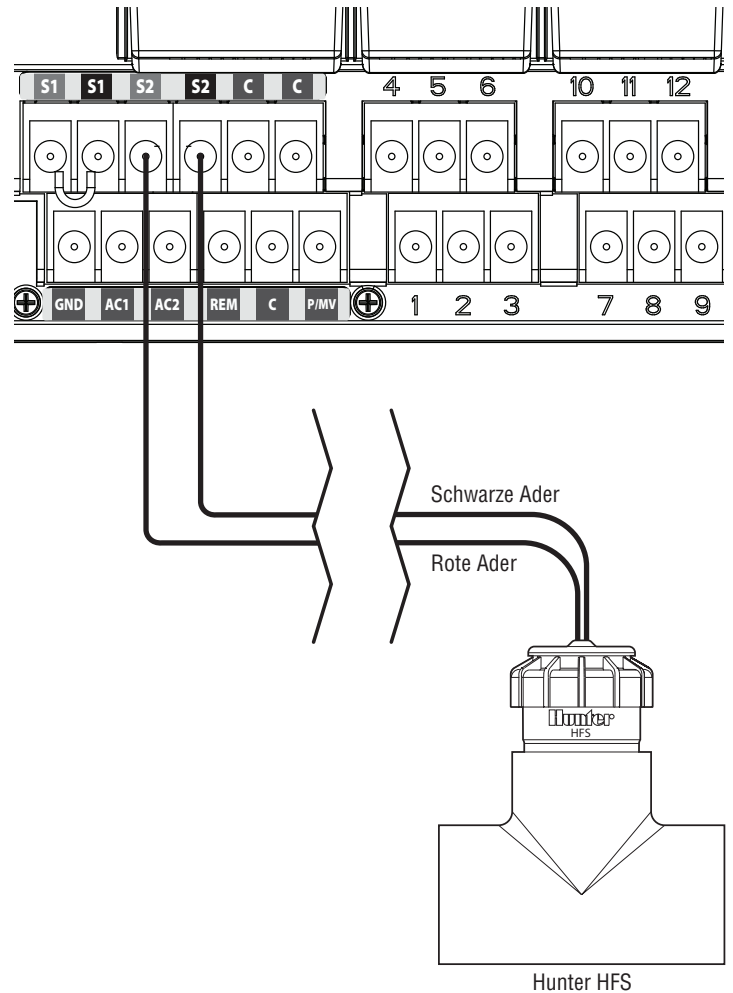 S1 S1 S2 S2 C C 4 5 6 10 11 12
GND AC1 AC2 REM C P/MV 1 2 3 7 8 9
Schwarze Ader
Rote Ader
Hunter
HFS
Hunter HFS